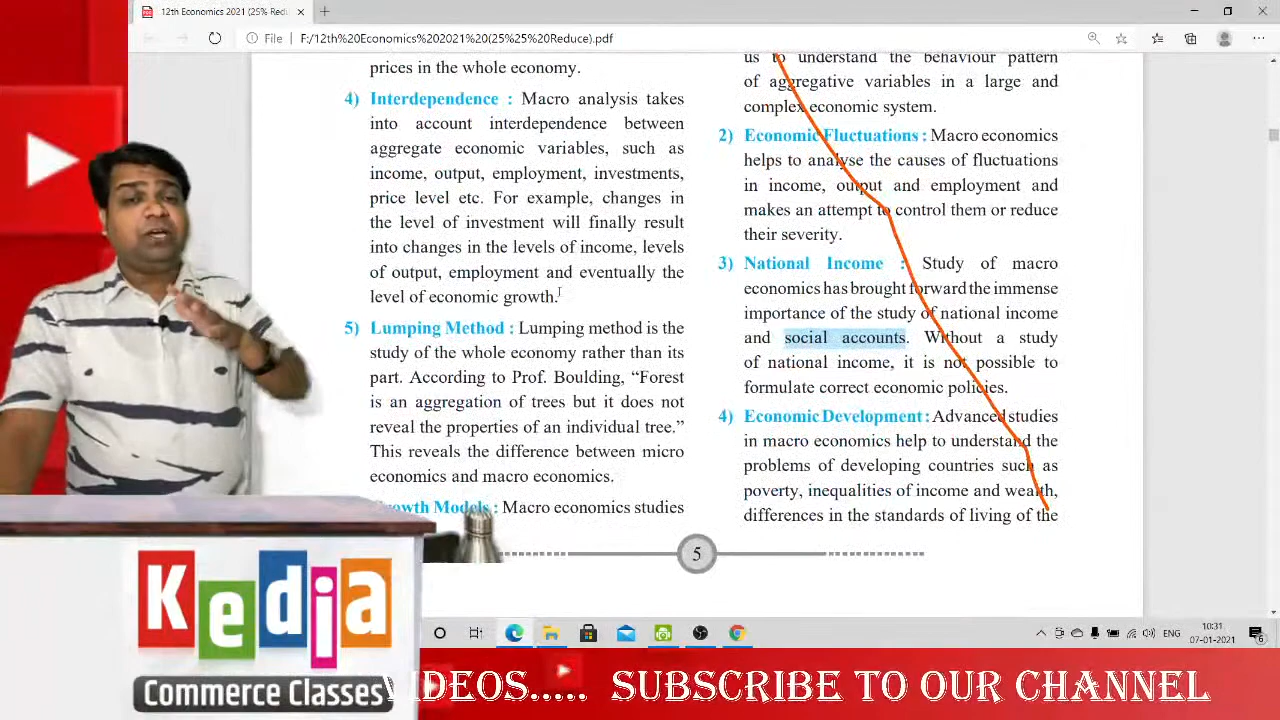 12th Economics 2021 (25% Redu
File
F:/12th%20Economics%202021%20(25%25%20Reduce).pdf
prices in the whole economy.
4) Interdependence : Macro analysis takes
into account interdependence between
aggregate economic variables, such as
income, output, employment, investments,
price level etc. For example, changes in
the level of investment will finally result
into changes in the levels of income, levels
of output, employment and eventually the
level of economic growth.
5) Lumping Method : Lumping method is the
study of the whole economy rather than its
part. According to Prof. Boulding, “Forest
is an aggregation of trees but it does not
reveal the properties of an individual tree.”
This reveals the difference between micro
economics and macro economics.
Growth Models : Macro economics studies
us to understand the behaviour pattern
of aggregative variables in a large and
complex economic system.
2) Economic Fluctuations : Macro economics
helps to analyse the causes of fluctuations
in income, output and employment and
makes an attempt to control them or reduce
their severity.
3) National Income : Study of macro
economics has brought forward the immense
importance of the study of national income
and social accounts. Without a study
of national income, it is not possible to
formulate correct economic policies.
4) Economic Development : Advanced studies
in macro economics help to understand the
problems of developing countries such as
poverty, inequalities of income and wealth,
differences in the standards of living of the
5
ENG
10:31
07-01-2021
6
Kedia
Commerce Classes
VIDEOS..... SUBSCRIBE TO OUR CHANNEL